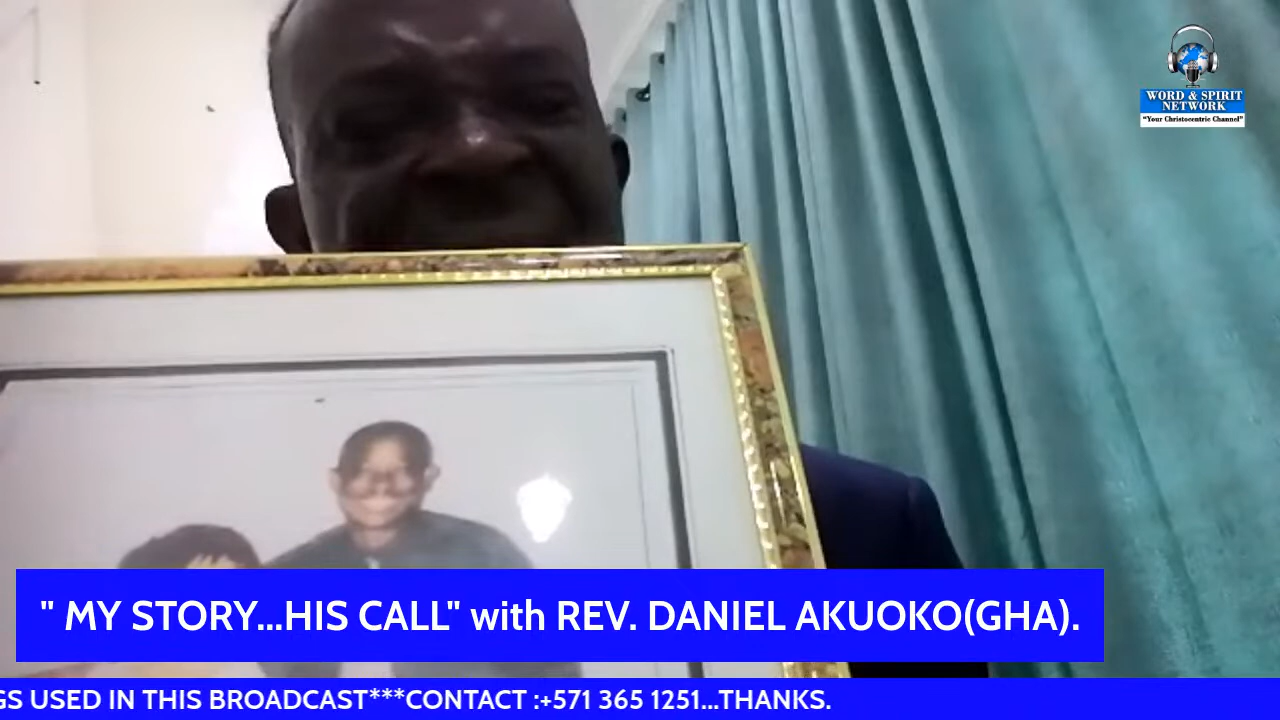 WORD & SPIRIT
NETWORK
"Your Christocentric Channel"
" MY STORY...HIS CALL" with REV. DANIEL AKUOKO(GHA).
GS USED IN THIS BROADCAST***CONTACT :+571 365 1251...THANKS.